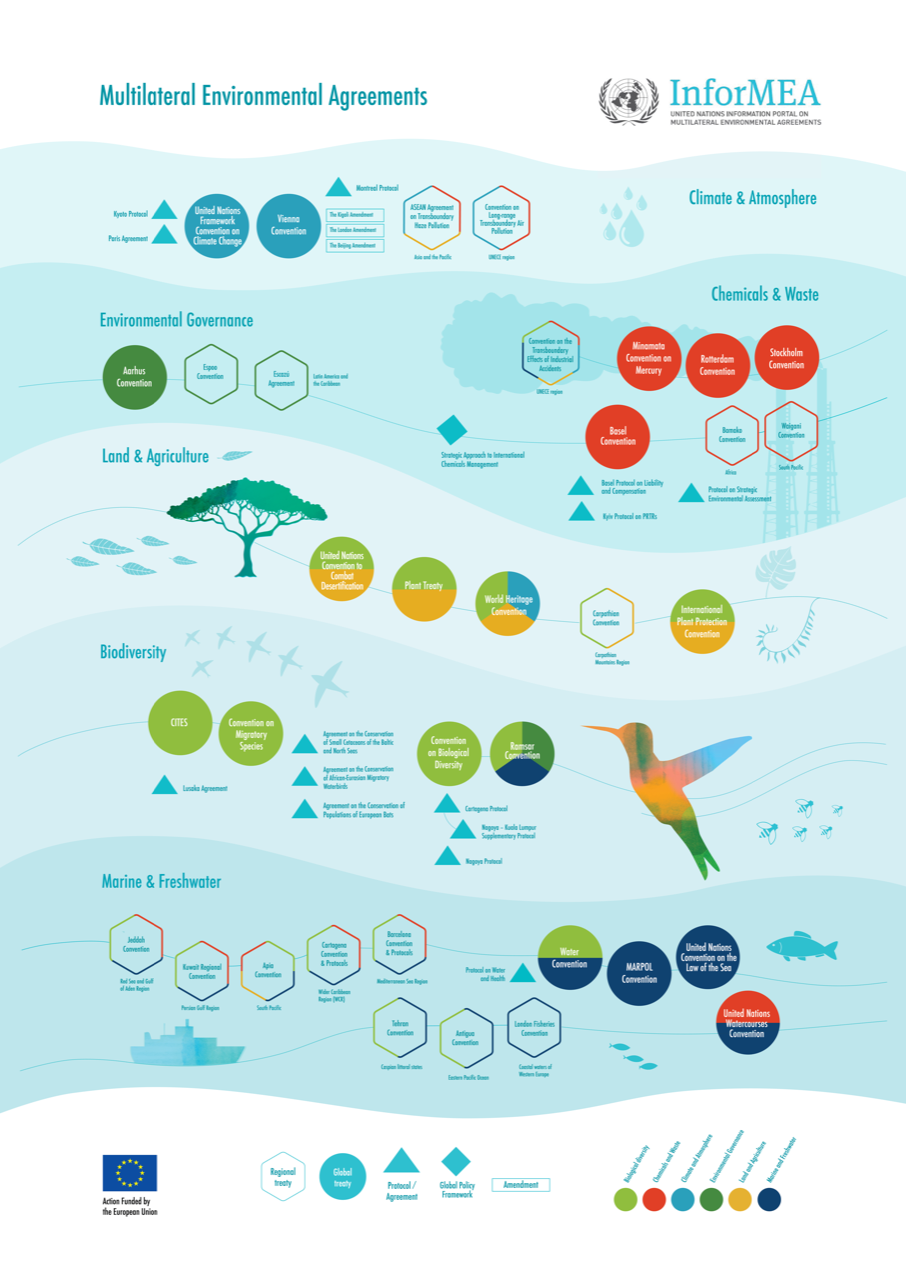 Multilateral Environmental Agreements
InforMEA
UNITED NATIONS INFORMATION PORTAL ON
MULTILATERAL ENVIRONMENTAL AGREEMENTS
Climate & Atmosphere
Kyoto Protocol
Paris Agreement
United Nations
Framework
Convention on
Climate Change
Vienna
Convention
Montreal Protocol
The Kigali Amendment
The London Amendment
The Beijing Amendment
ASEAN Agreement
on Transboundary
Haze Pollution
Asia and the Pacific
Convention on
Long-range
Transboundary Air
Pollution
UNECE region
Chemicals & Waste
Environmental Governance
Aarhus
Convention
Espoo
Convention
Escazú
Agreement
Latin America and
the Caribbean
Convention on the
Transboundary
Effects of Industrial
Accidents
UNECE region
Minamata
Convention on
Mercury
Rotterdam
Convention
Stockholm
Convention
Strategic Approach to International
Chemicals Management
Basel
Convention
Bamako
Convention
Africa
Waigani
Convention
South Pacific
Basel Protocol on Liability
and Compensation
Kyiv Protocol on PRTRs
Protocol on Strategic
Environmental Assessment
Land & Agriculture
United Nations
Convention to
Combat
Desertification
Plant Treaty
World Heritage
Convention
Carpathian
Convention
Carpathian
Mountains Region
International
Plant Protection
Convention
Biodiversity
CITES
Convention on
Migratory
Species
Lusaka Agreement
Agreement on the Conservation
of Small Cetaceans of the Baltic
and North Seas
Agreement on the Conservation
of African-Eurasian Migratory
Waterbirds
Agreement on the Conservation of
Populations of European Bats
Convention
on Biological
Diversity
Ramsar
Convention
Cartagena Protocol
Nagoya – Kuala Lumpur
Supplementary Protocol
Nagoya Protocol
Marine & Freshwater
Jeddah
Convention
Red Sea and Gulf
of Aden Region
Kuwait Regional
Convention
Persian Gulf Region
Apia
Convention
South Pacific
Cartagena
Convention
& Protocols
Wider Caribbean
Region (WCR)
Barcelona
Convention
& Protocols
Mediterranean Sea Region
Protocol on Water
and Health
Water
Convention
MARPOL
Convention
United Nations
Convention on the
Law of the Sea
United Nations
Watercourses
Convention
Tehran
Convention
Caspian littoral states
Antigua
Convention
Eastern Pacific Ocean
London Fisheries
Convention
Coastal waters of
Western Europe
Action Funded by
the European Union
Regional
treaty
Global
treaty
Protocol /
Agreement
Global Policy
Framework
Amendment
Biological diversity
Chemicals and Waste
Climate and Atmosphere
Environmental Governance
Land and Agriculture
Marine and Freshwater